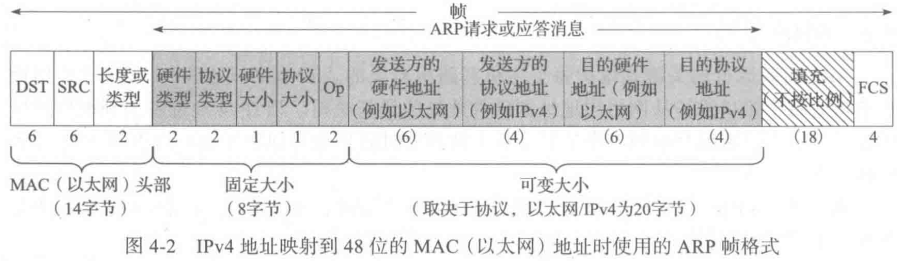 帧
ARP请求或应答消息
DST
SRC
长度或
类型
硬件
类型
协议
类型
硬件
大小
协议
大小
Op
发送方的
硬件地址
（例如以太网）
发送方的
协议地址
（例如IPv4）
目的硬件
地址（例如
以太网）
目的协议
地址
（例如IPv4）
填充
（不按比例）
FCS
6 6 2 2 2 1 1 2 (6) (4) (6) (4) (18) 4
MAC（以太网）头部
（14字节）
固定大小
（8字节）
可变大小
（取决于协议，以太网/IPv4为20字节）
图 4-2 IPv4 地址映射到 48 位的 MAC（以太网）地址时使用的 ARP 帧格式